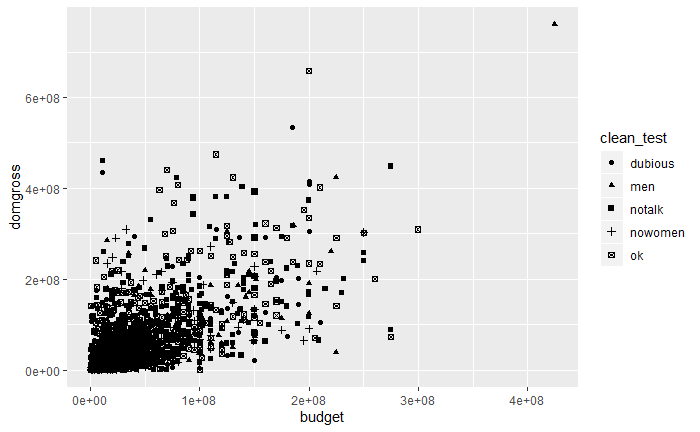 domgross
6e+08
4e+08
2e+08
0e+00
0e+00 1e+08 2e+08 3e+08 4e+08
budget
clean_test
dubious
men
notalk
nowomen
ok